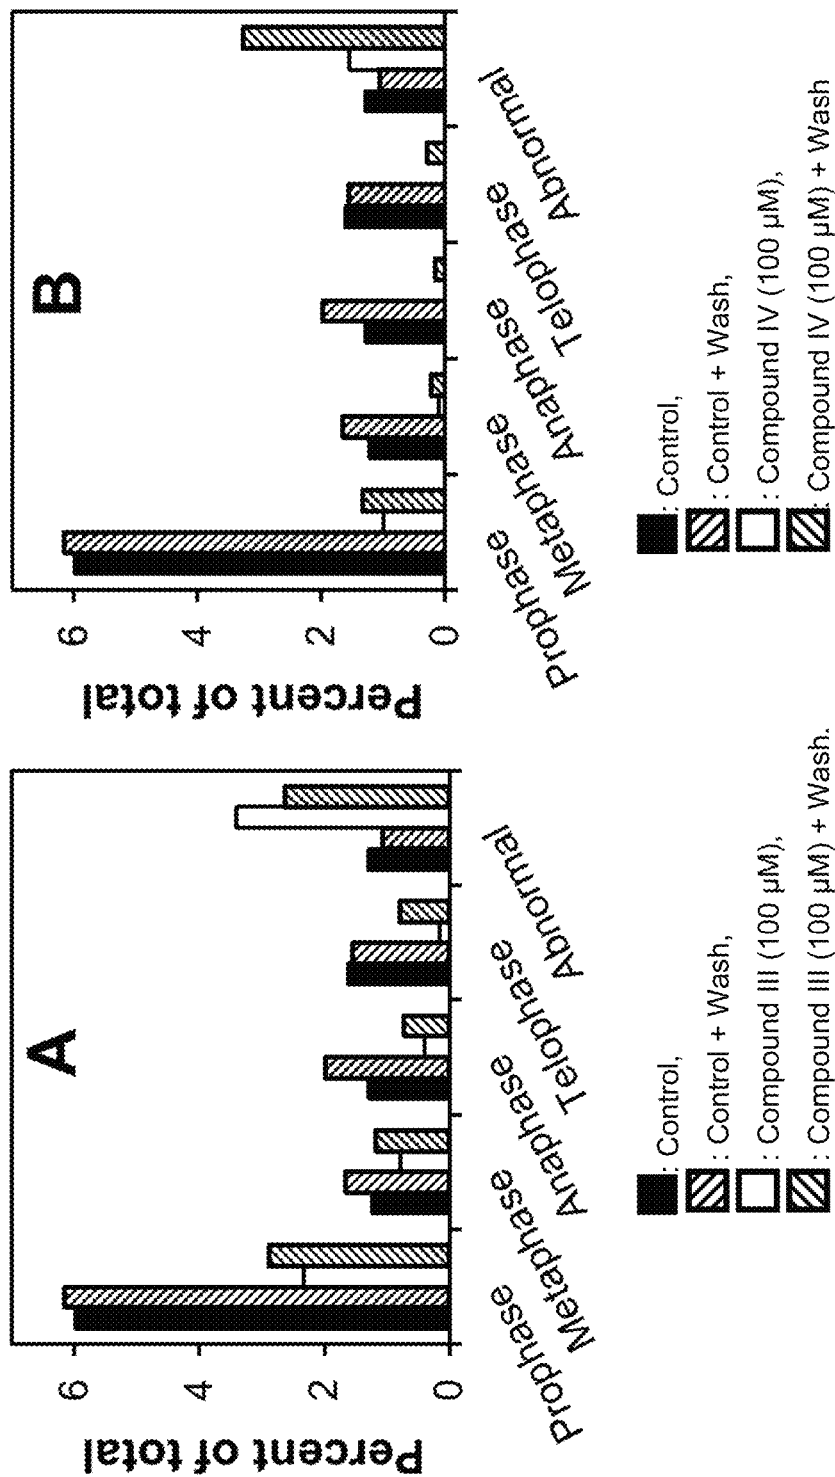 A
Percent of total
6
4
2
0
Prophase
Metaphase
Anaphase
Telophase
Abnormal
: Control,
: Control + Wash,
: Compound III (100 µM),
: Compound III (100 µM) + Wash.
B
Percent of total
6
4
2
0
Prophase
Metaphase
Anaphase
Telophase
Abnormal
: Control,
: Control + Wash,
: Compound IV (100 µM),
: Compound IV (100 µM) + Wash